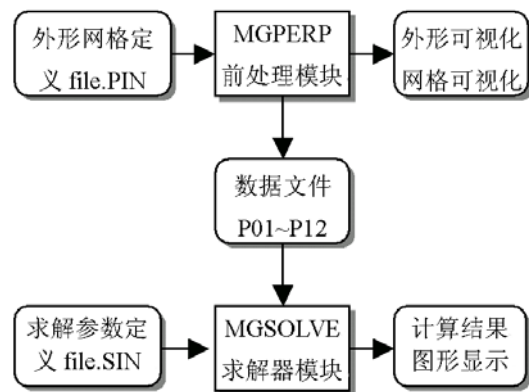 外形网格定
义 file.PIN
MGPERP
前处理模块
外形可视化
网格可视化
数据文件
P01~P12
求解参数定
义 file.SIN
MGSOLVE
求解器模块
计算结果
图形显示